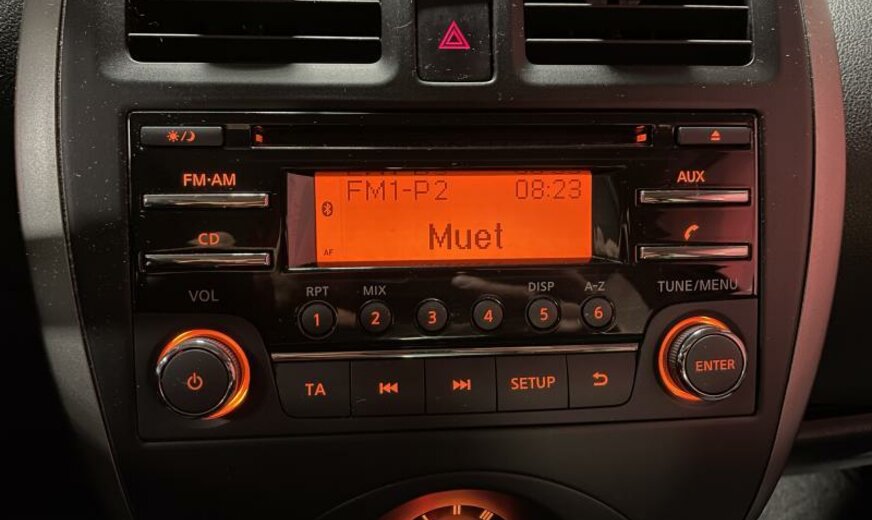 FM·AM
AUX
FM1-P2 08:23
CD
Muet
AF
VOL
RPT MIX DISP A-Z
TUNE/MENU
1 2 3 4 5 6
TA SETUP
ENTER